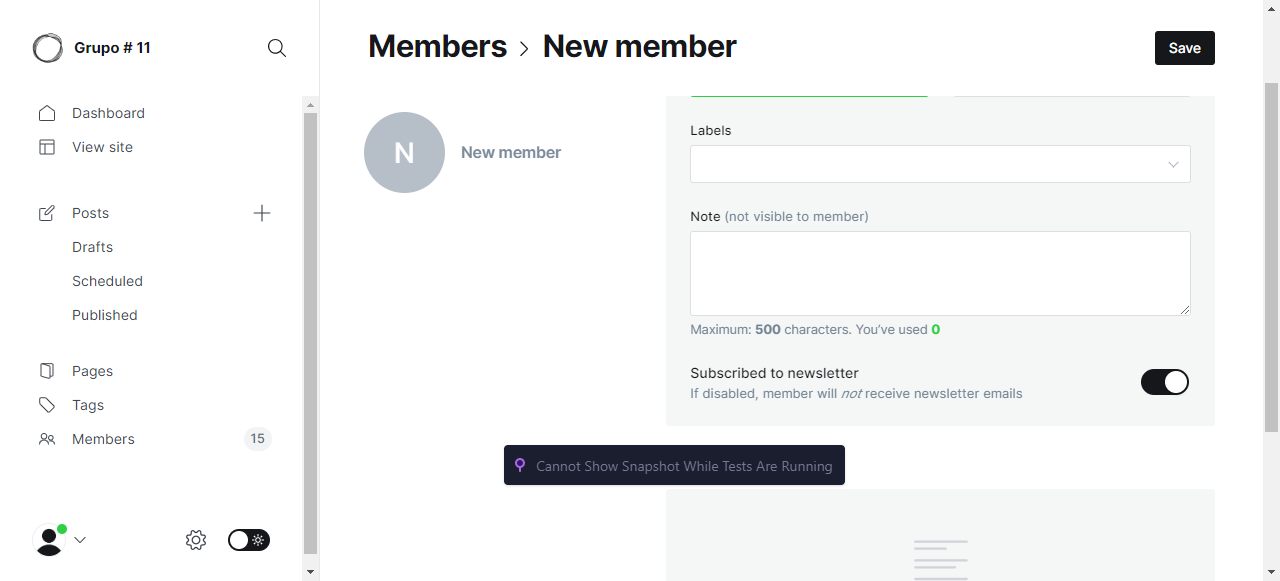 Grupo # 11
Members > New member
Save
Dashboard
View site
Posts
Drafts
Scheduled
Published
Pages
Tags
Members 15
N
New member
Labels
Note (not visible to member)
Maximum: 500 characters. You've used 0
Subscribed to newsletter
If disabled, member will not receive newsletter emails
Cannot Show Snapshot While Tests Are Running